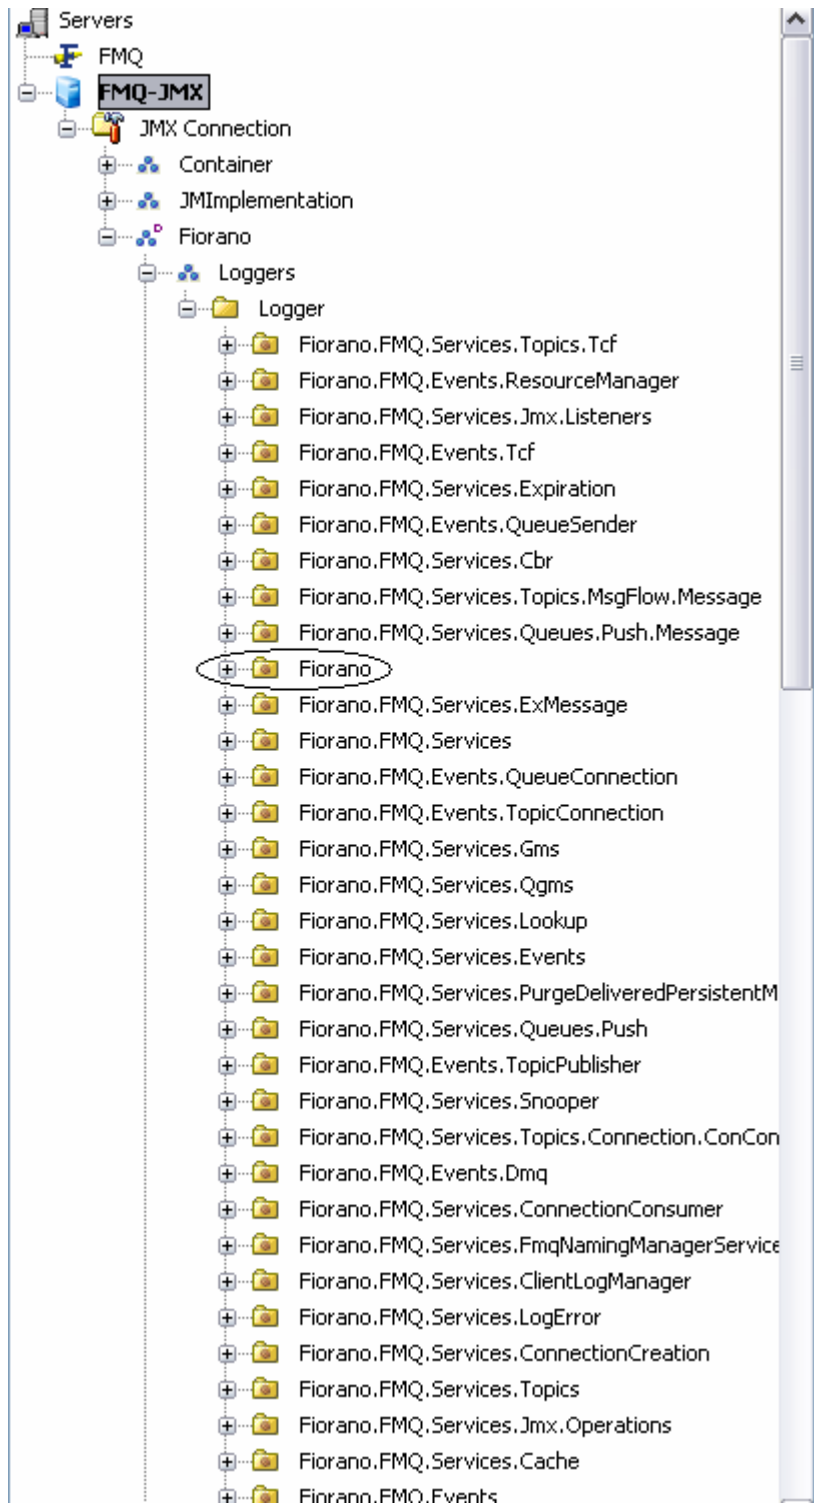 Servers
FMQ
FMQ-JMX
JMX Connection
Container
JMImplementation
Fiorano
Loggers
Logger
Fiorano.FMQ.Services.Topics.Tcf
Fiorano.FMQ.Events.ResourceManager
Fiorano.FMQ.Services.Jmx.Listeners
Fiorano.FMQ.Events.Tcf
Fiorano.FMQ.Services.Expiration
Fiorano.FMQ.Events.QueueSender
Fiorano.FMQ.Services.Cbr
Fiorano.FMQ.Services.Topics.MsgFlow.Message
Fiorano.FMQ.Services.Queues.Push.Message
Fiorano
Fiorano.FMQ.Services.ExMessage
Fiorano.FMQ.Services
Fiorano.FMQ.Events.QueueConnection
Fiorano.FMQ.Events.TopicConnection
Fiorano.FMQ.Services.Gms
Fiorano.FMQ.Services.Qgms
Fiorano.FMQ.Services.Lookup
Fiorano.FMQ.Services.Events
Fiorano.FMQ.Services.PurgeDeliveredPersistentM
Fiorano.FMQ.Services.Queues.Push
Fiorano.FMQ.Events.TopicPublisher
Fiorano.FMQ.Services.Snooper
Fiorano.FMQ.Services.Topics.Connection.ConCon
Fiorano.FMQ.Events.Dmq
Fiorano.FMQ.Services.ConnectionConsumer
Fiorano.FMQ.Services.FmqNamingManagerService
Fiorano.FMQ.Services.ClientLogManager
Fiorano.FMQ.Services.LogError
Fiorano.FMQ.Services.ConnectionCreation
Fiorano.FMQ.Services.Topics
Fiorano.FMQ.Services.Jmx.Operations
Fiorano.FMQ.Services.Cache
Fiorano.FMQ.Events